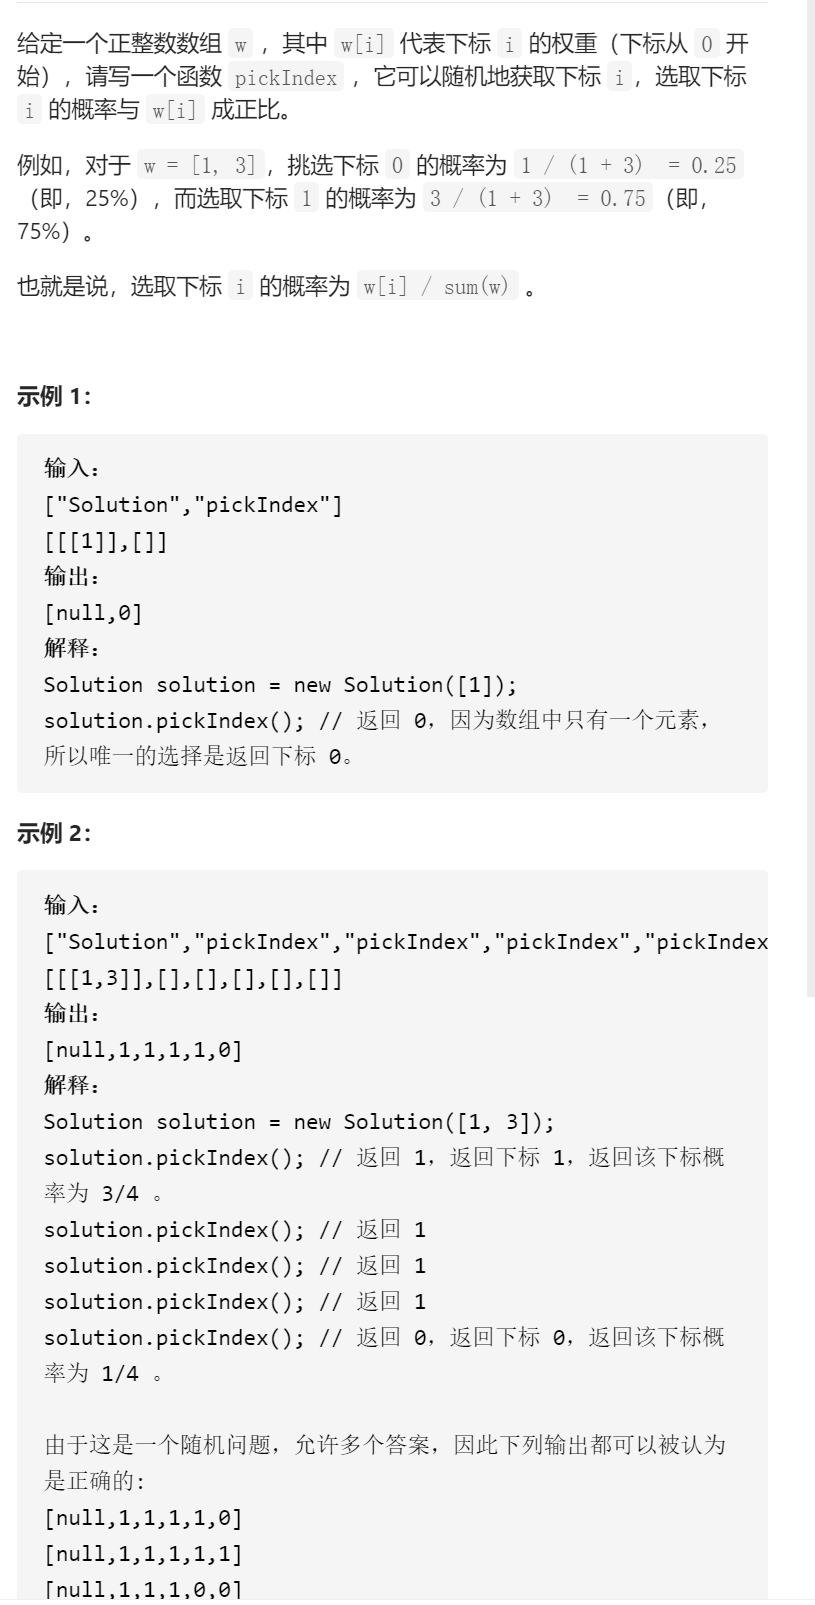 给定一个正整数数组 w ，其中 w[i] 代表下标 i 的权重（下标从 0 开
始），请写一个函数 pickIndex ，它可以随机地获取下标 i，选取下标
i 的概率与 w[i] 成正比。
例如，对于 w = [1, 3]，挑选下标 0 的概率为 1 / (1 + 3)  = 0.25
（即，25%），而选取下标 1 的概率为 3 / (1 + 3)  = 0.75（即，
75%）。
也就是说，选取下标 i 的概率为 w[i] / sum(w) 。
示例 1：
输入：
["Solution","pickIndex"]
[[[1]],[]]
输出：
[null,0]
解释：
Solution solution = new Solution([1]);
solution.pickIndex(); // 返回 0，因为数组中只有一个元素，
所以唯一的选择是返回下标 0。
示例 2：
输入：
["Solution","pickIndex","pickIndex","pickIndex","pickIndex
[[[1,3]],[],[],[],[],[]]
输出：
[null,1,1,1,1,0]
解释：
Solution solution = new Solution([1, 3]);
solution.pickIndex(); // 返回 1，返回下标 1，返回该下标概
率为 3/4 。
solution.pickIndex(); // 返回 1
solution.pickIndex(); // 返回 1
solution.pickIndex(); // 返回 1
solution.pickIndex(); // 返回 0，返回下标 0，返回该下标概
率为 1/4 。
由于这是一个随机问题，允许多个答案，因此下列输出都可以被认为
是正确的:
[null,1,1,1,1,0]
[null,1,1,1,1,1]
[null,1,1,1,0,0]